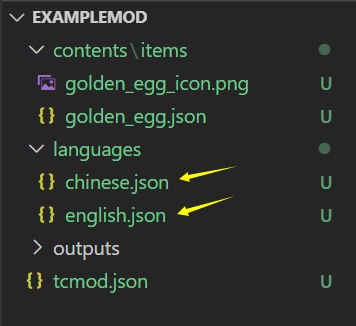 EXAMPLEMOD
contents\items
golden_egg_icon.png U
{} golden_egg.json U
languages
{} chinese.json U
{} english.json U
outputs
{} tcmod.json U